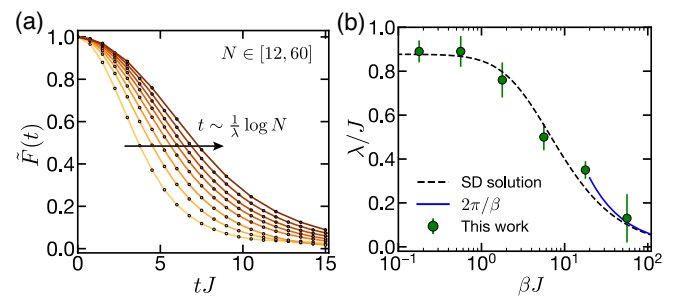 (a)
N ∈ [12, 60]
t ∼ 1/λ log N
F̃(t)
1.0
0.8
0.6
0.4
0.2
0.0
0 5 10 15
tJ
(b)
λ/J
1.0
0.8
0.6
0.4
0.2
0.0
SD solution
2π/β
This work
10⁻¹ 10⁰ 10¹ 10²
βJ